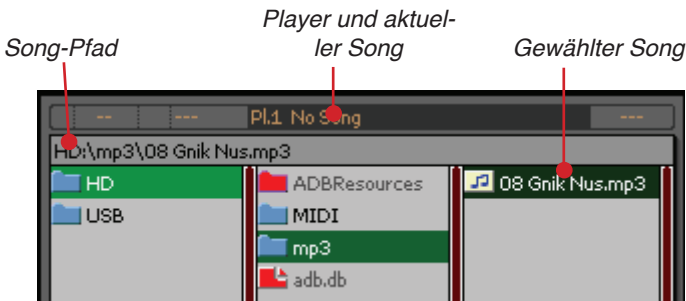 Player und aktuel-
Song-Pfad ler Song Gewählter Song
-- --- Pl.1 No Song ---
HD:\mp3\08 Gnik Nus.mp3
HD ADBResources 08 Gnik Nus.mp3
USB MIDI
mp3
adb.db